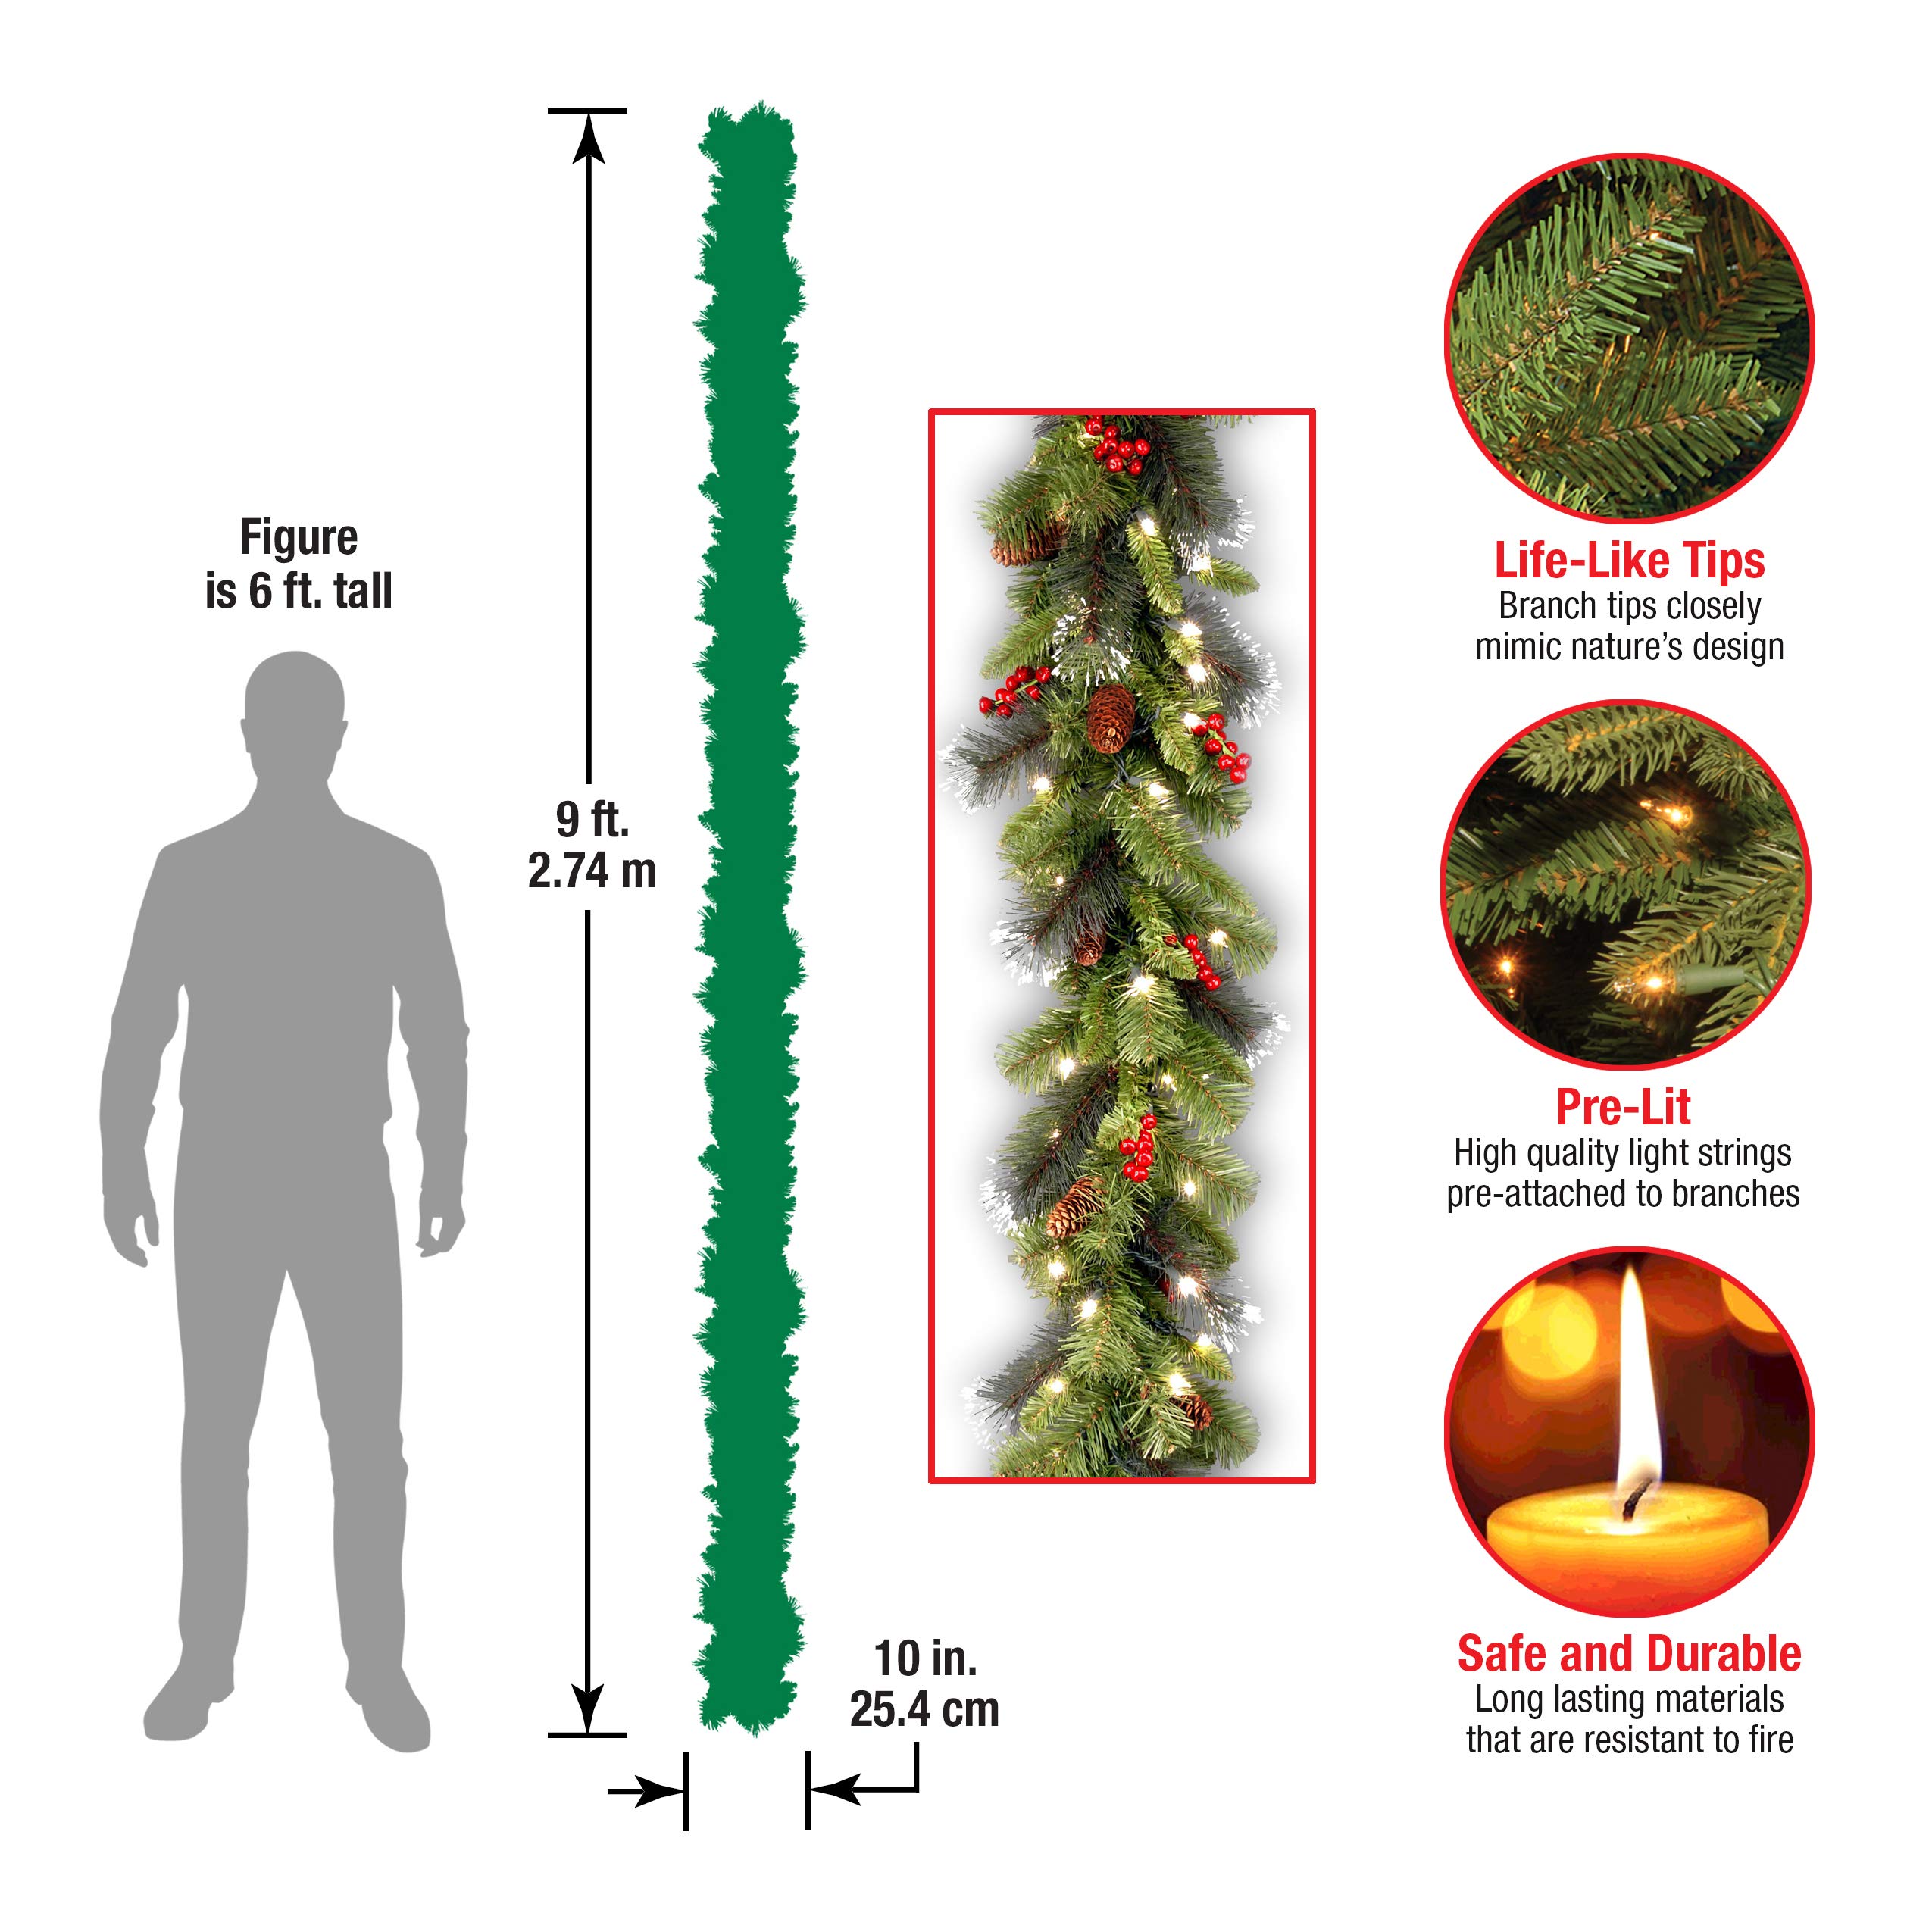 Figure
is 6 ft. tall
9 ft.
2.74 m
10 in.
25.4 cm
Life-Like Tips
Branch tips closely
mimic nature's design
Pre-Lit
High quality light strings
pre-attached to branches
Safe and Durable
Long lasting materials
that are resistant to fire